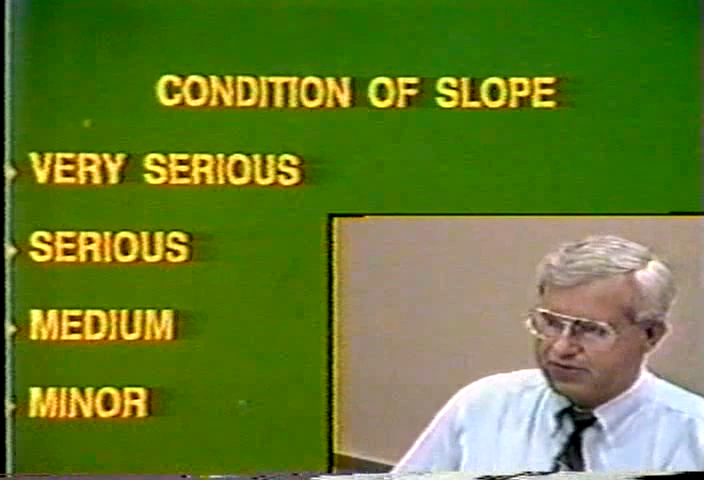 CONDITION OF SLOPE
VERY SERIOUS
SERIOUS
MEDIUM
MINOR